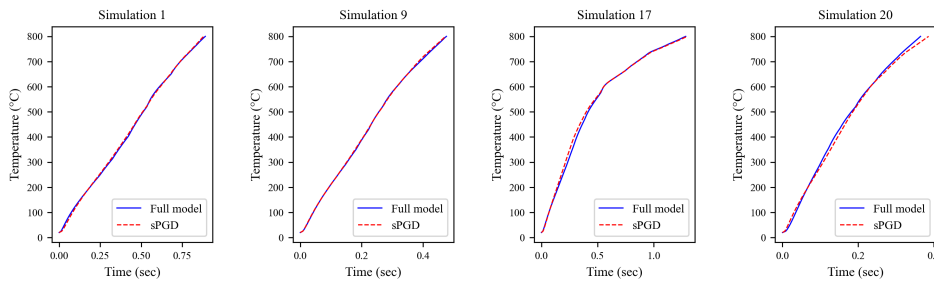 Simulation 1
Simulation 9
Simulation 17
Simulation 20
Temperature (°C)
800
700
600
500
400
300
200
100
0
0.00 0.25 0.50 0.75
Time (sec)
Full model
sPGD
Temperature (°C)
800
700
600
500
400
300
200
100
0
0.0 0.2 0.4
Time (sec)
Full model
sPGD
Temperature (°C)
800
700
600
500
400
300
200
100
0
0.0 0.5 1.0
Time (sec)
Full model
sPGD
Temperature (°C)
800
700
600
500
400
300
200
100
0
0.0 0.2
Time (sec)
Full model
sPGD